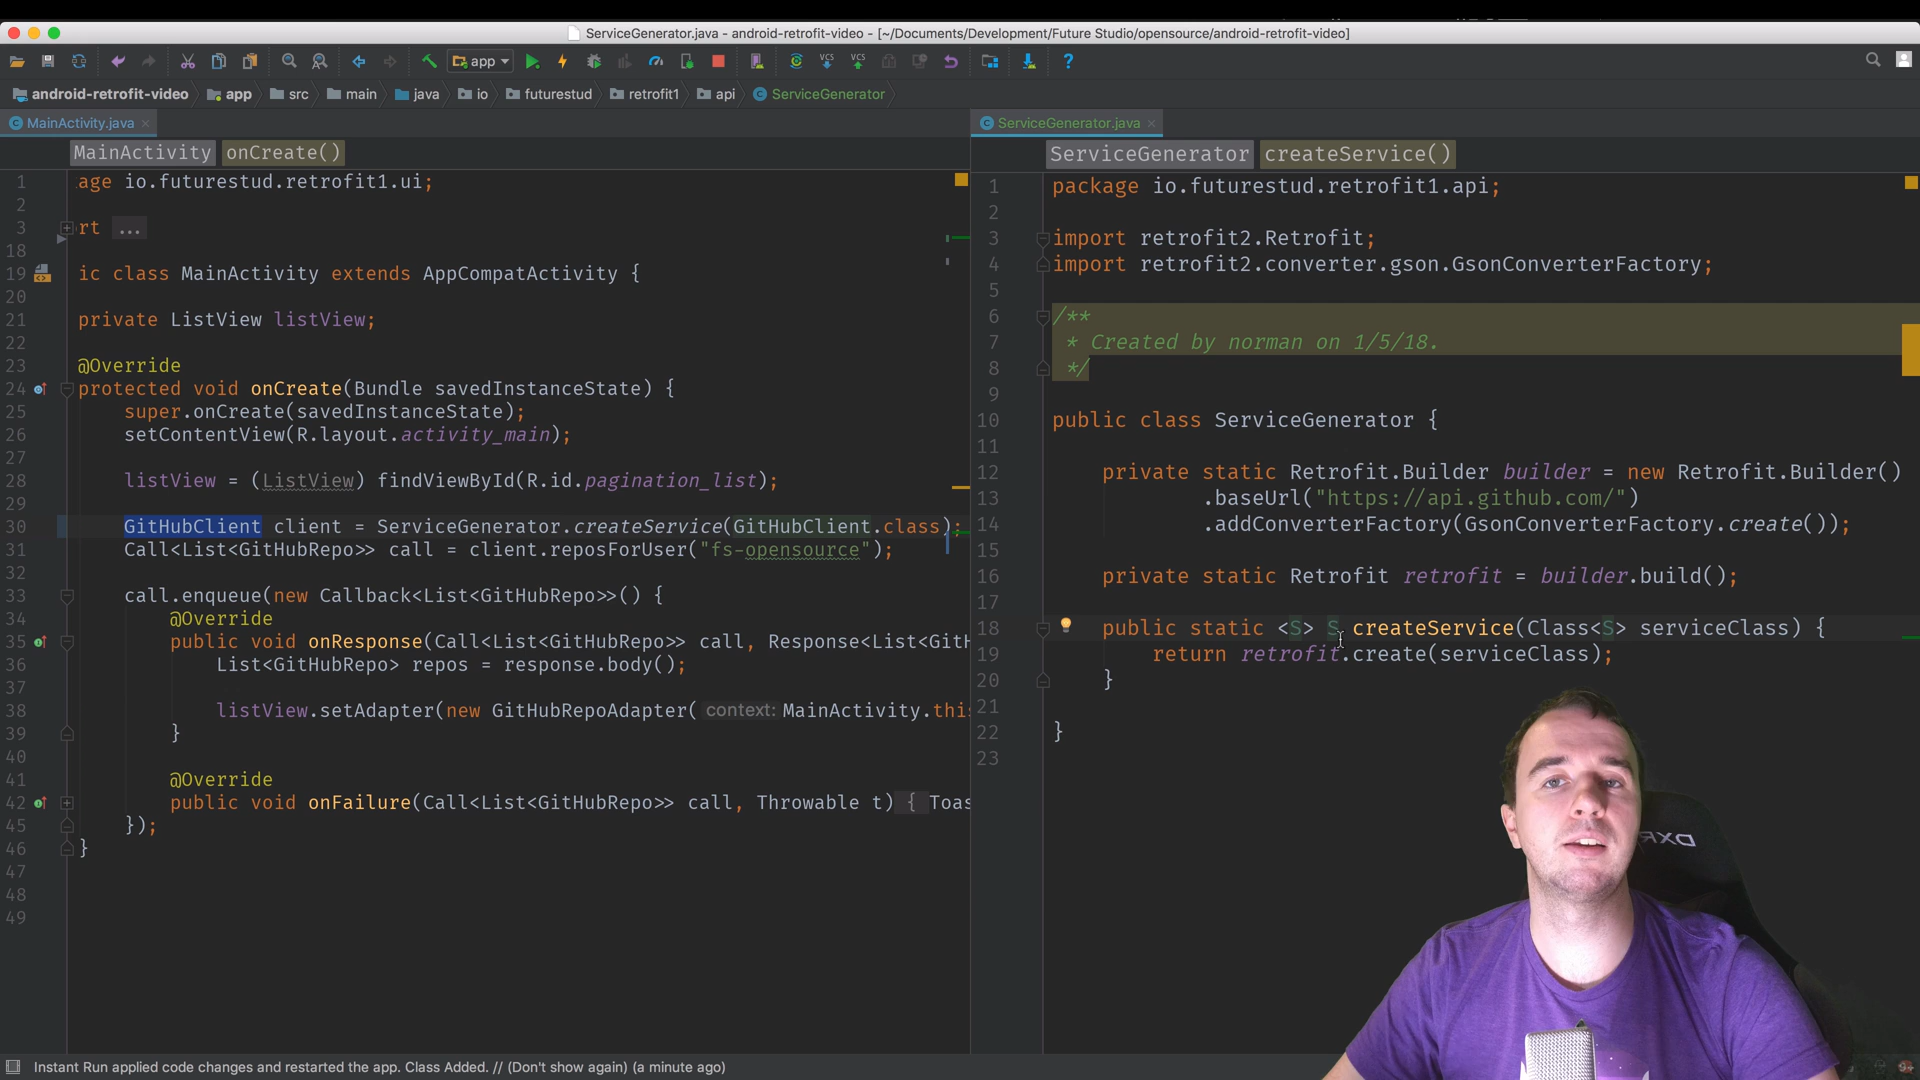 ServiceGenerator.java - android-retrofit-video - [~/Documents/Development/Future Studio/opensource/android-retrofit-video]
app
VCS VCS
android-retrofit-video app src main java io futurestud retrofit1 api ServiceGenerator
MainActivity.java
MainActivity onCreate()
1 age io.futurestud.retrofit1.ui;
2
3 rt ...
18
19 ic class MainActivity extends AppCompatActivity {
20
21 private ListView listView;
22
23 @Override
24 protected void onCreate(Bundle savedInstanceState) {
25 super.onCreate(savedInstanceState);
26 setContentView(R.layout.activity_main);
27
28 listView = (ListView) findViewById(R.id.pagination_list);
29
30 GitHubClient client = ServiceGenerator.createService(GitHubClient.class);
31 Call<List<GitHubRepo>> call = client.reposForUser("fs-opensource");
32
33 call.enqueue(new Callback<List<GitHubRepo>>() {
34 @Override
35 public void onResponse(Call<List<GitHubRepo>> call, Response<List<GitH
36 List<GitHubRepo> repos = response.body();
37
38 listView.setAdapter(new GitHubRepoAdapter( context: MainActivity.this
39 }
40
41 @Override
42 public void onFailure(Call<List<GitHubRepo>> call, Throwable t) { Toas
45 });
46 }
47
48
49
ServiceGenerator.java
ServiceGenerator createService()
1 package io.futurestud.retrofit1.api;
2
3 import retrofit2.Retrofit;
4 import retrofit2.converter.gson.GsonConverterFactory;
5
6 /**
7 * Created by norman on 1/5/18.
8 */
9
10 public class ServiceGenerator {
11
12 private static Retrofit.Builder builder = new Retrofit.Builder()
13 .baseUrl("https://api.github.com/")
14 .addConverterFactory(GsonConverterFactory.create());
15
16 private static Retrofit retrofit = builder.build();
17
18 public static <S> S createService(Class<S> serviceClass) {
19 return retrofit.create(serviceClass);
20 }
21
22 }
23
DXR
Instant Run applied code changes and restarted the app. Class Added. // (Don't show again) (a minute ago)